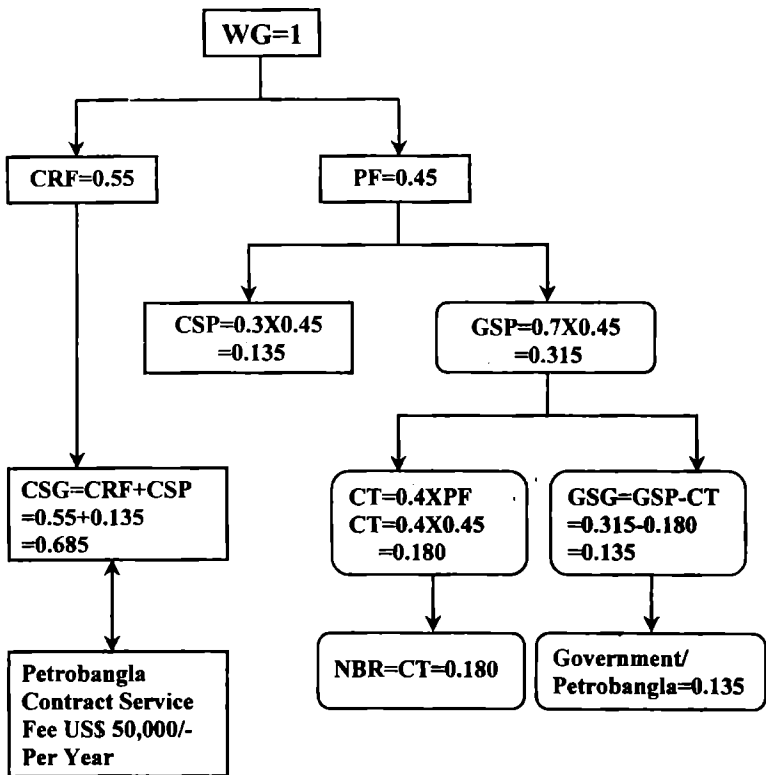 WG=1
CRF=0.55
PF=0.45
CSP=0.3X0.45
=0.135
GSP=0.7X0.45
=0.315
CSG=CRF+CSP
=0.55+0.135
=0.685
CT=0.4XPF
CT=0.4X0.45
=0.180
GSG=GSP-CT
=0.315-0.180
=0.135
Petrobangla
Contract Service
Fee US$ 50,000/-
Per Year
NBR=CT=0.180
Government/
Petrobangla=0.135